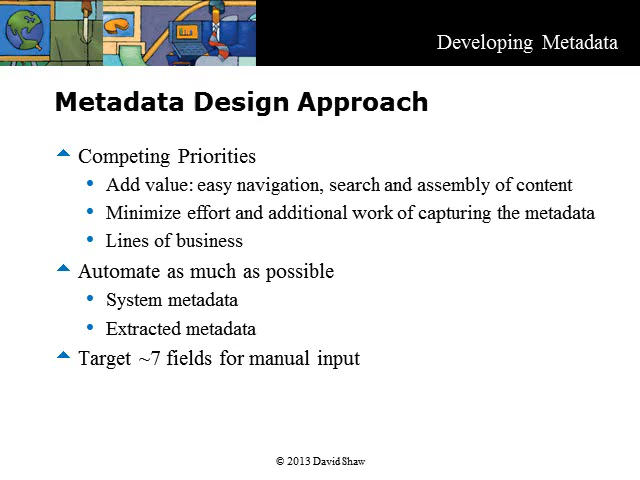 Developing Metadata
Metadata Design Approach
Competing Priorities
• Add value: easy navigation, search and assembly of content
• Minimize effort and additional work of capturing the metadata
• Lines of business
Automate as much as possible
• System metadata
• Extracted metadata
Target ~7 fields for manual input
© 2013 David Shaw